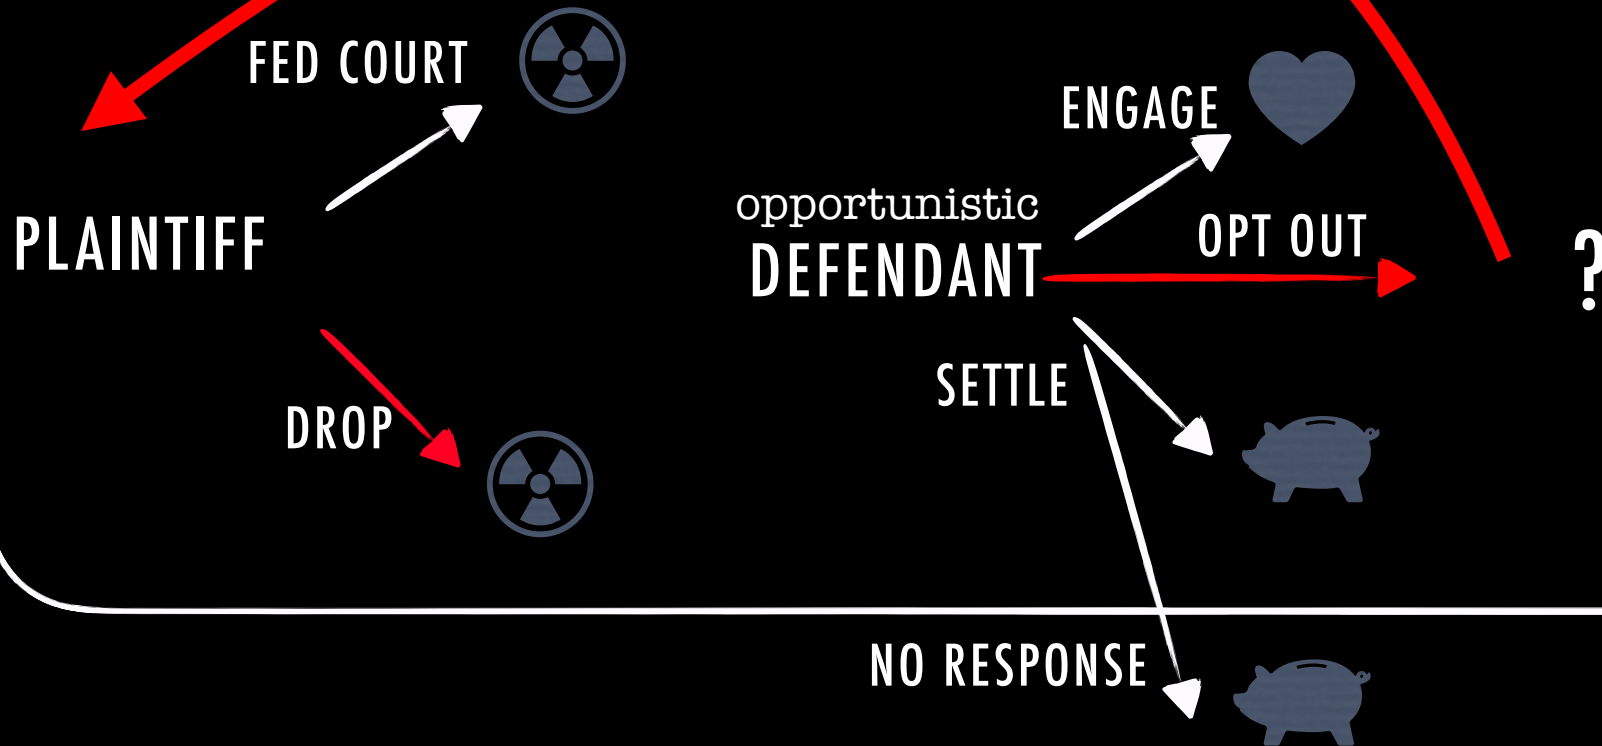 FED COURT
ENGAGE
opportunistic
PLAINTIFF
OPT OUT
DEFENDANT
?
SETTLE
DROP
NO RESPONSE